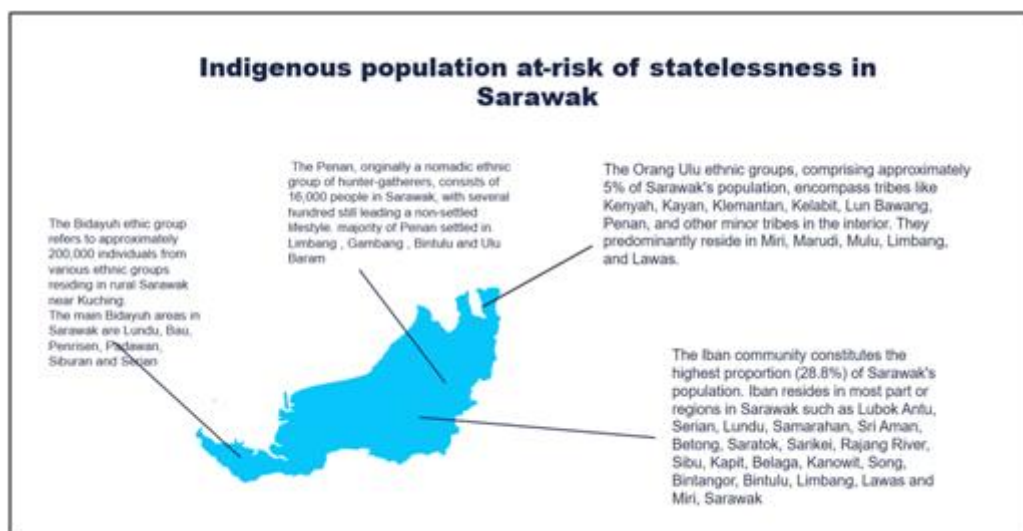 Indigenous population at-risk of statelessness in
Sarawak
The Penan, originally a nomadic ethnic
group of hunter-gatherers, consists of
16,000 people in Sarawak, with several
hundred still leading a non-settled
lifestyle. majority of Penan settled in
Limbang , Gambang , Bintulu and Ulu
Baram
The Orang Ulu ethnic groups, comprising approximately
5% of Sarawak's population, encompass tribes like
Kenyah, Kayan, Klemantan, Kelabit, Lun Bawang,
Penan, and other minor tribes in the interior. They
predominantly reside in Miri, Marudi, Mulu, Limbang,
and Lawas.
The Bidayuh ethic group
refers to approximately
200,000 individuals from
various ethnic groups
residing in rural Sarawak
near Kuching.
The main Bidayuh areas in
Sarawak are Lundu, Bau,
Penrisen, Padawan,
Siburan and Serian
The Iban community constitutes the
highest proportion (28.8%) of Sarawak's
population. Iban resides in most part or
regions in Sarawak such as Lubok Antu,
Serian, Lundu, Samarahan, Sri Aman,
Betong, Saratok, Sarikei, Rajang River,
Sibu, Kapit, Belaga, Kanowit, Song,
Bintangor, Bintulu, Limbang, Lawas and
Miri, Sarawak